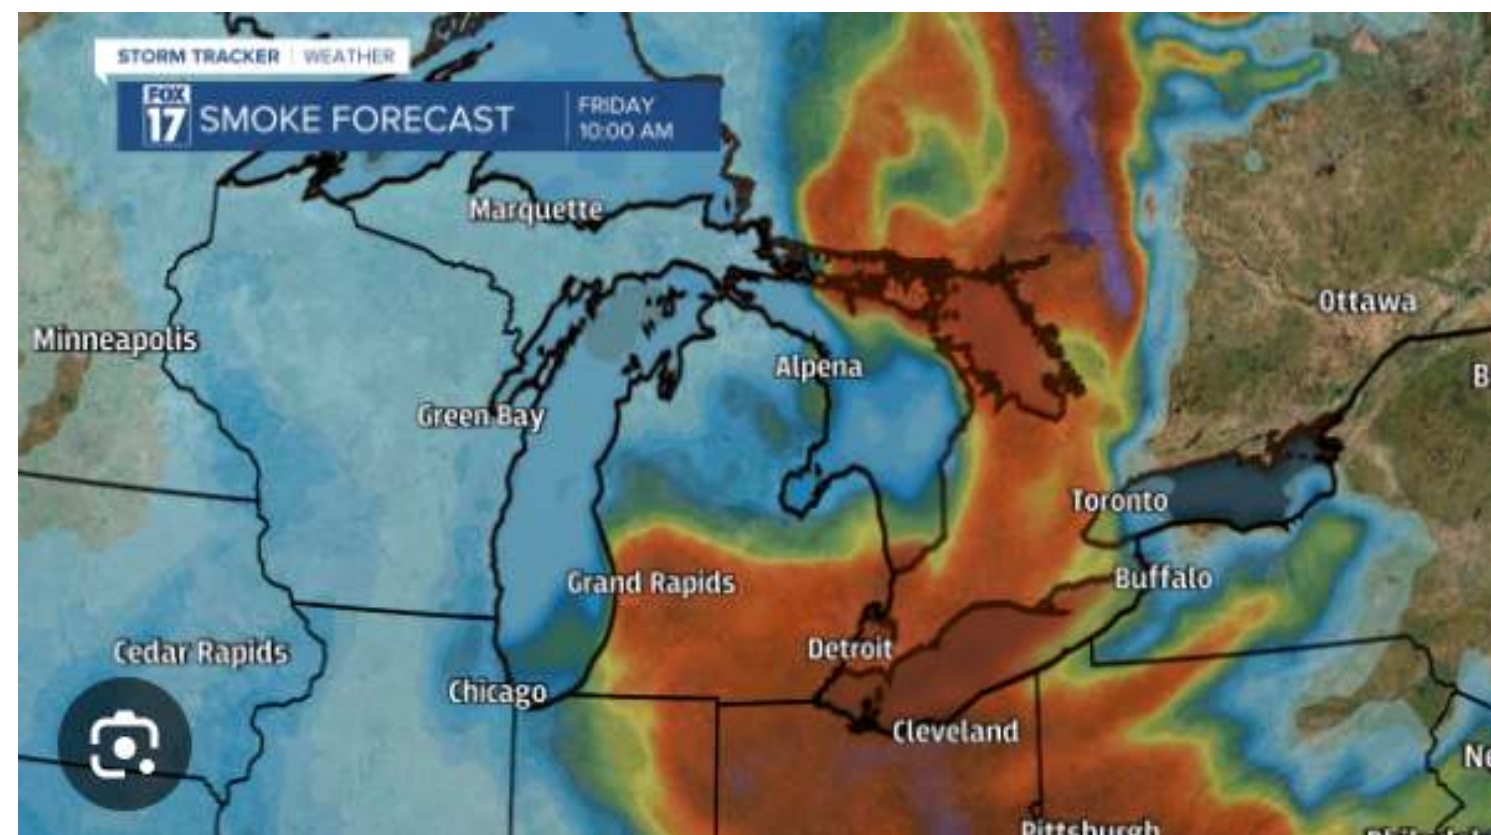 STORM TRACKER | WEATHER
FOX
17
SMOKE FORECAST
FRIDAY
10:00 AM
Marquette
Ottawa
Minneapolis
Alpena
B
Green Bay
Toronto
Grand Rapids
Buffalo
Detroit
Cedar Rapids
Chicago
Cleveland
Ne
Pittsburgh